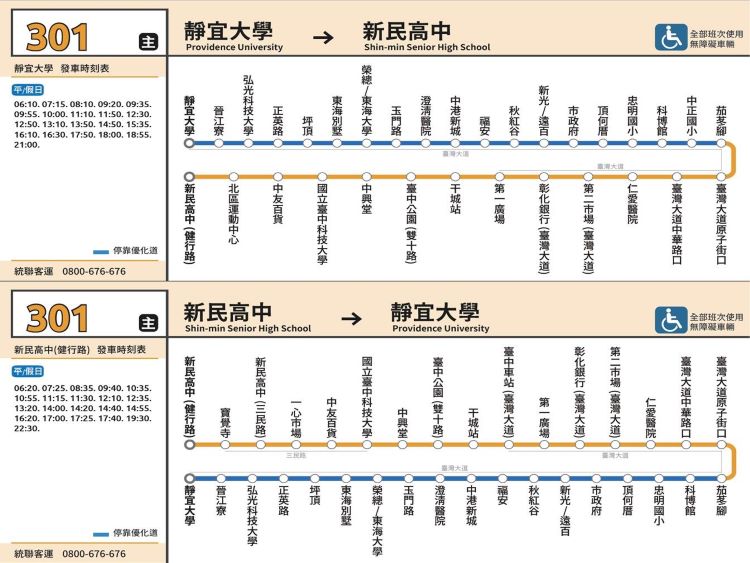 301 主
靜宜大學 → 新民高中
Providence University Shin-min Senior High School
全部班次使用
無障礙車輛
靜宜大學 發車時刻表
平/假日
06:10. 07:15. 08:10. 09:20. 09:35.
09:55. 10:00. 11:10. 11:50. 12:30.
12:50. 13:10. 13:50. 14:50. 15:35.
16:10. 16:30. 17:50. 18:00. 18:55.
21:00.
停靠優化道
統聯客運 0800-676-676
靜宜大學
晉江寮
弘光科技大學
正英路
坪頂
東海別墅
榮總/東海大學
玉門路
澄清醫院
中港新城
福安
秋紅谷
新光/遠百
市政府
頂何厝
忠明國小
科博館
中正國小
茄苳腳
臺灣大道
臺灣大道
新民高中(健行路)
北區運動中心
中友百貨
國立臺中科技大學
中興堂
臺中公園(雙十路)
干城站
第一廣場
彰化銀行(臺灣大道)
第二市場(臺灣大道)
仁愛醫院
臺灣大道中華路口
臺灣大道原子街口
301 主
新民高中 → 靜宜大學
Shin-min Senior High School Providence University
全部班次使用
無障礙車輛
新民高中(健行路) 發車時刻表
平/假日
06:20. 07:25. 08:35. 09:40. 10:35.
10:55. 11:15. 11:30. 12:10. 12:35.
13:20. 14:00. 14:20. 14:40. 14:55.
16:20. 17:00. 17:25. 17:40. 19:30.
22:30.
停靠優化道
統聯客運 0800-676-676
新民高中(健行路)
寶覺寺
新民高中(三民路)
一心市場
中友百貨
國立臺中科技大學
中興堂
臺中公園(雙十路)
干城站
臺中車站(臺灣大道)
第一廣場
彰化銀行(臺灣大道)
第二市場(臺灣大道)
仁愛醫院
臺灣大道中華路口
臺灣大道原子街口
三民路
臺灣大道
臺灣大道
靜宜大學
晉江寮
弘光科技大學
正英路
坪頂
東海別墅
榮總/東海大學
玉門路
澄清醫院
中港新城
福安
秋紅谷
新光/遠百
市政府
頂何厝
忠明國小
科博館
茄苳腳